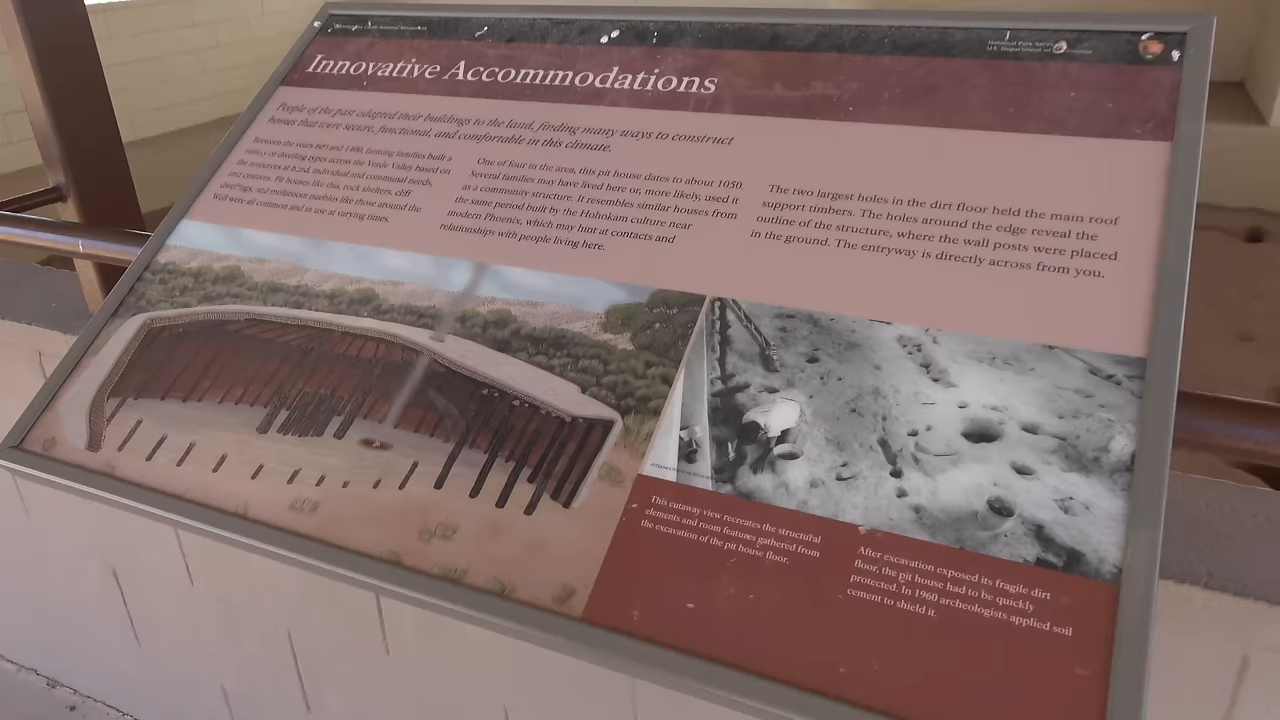 Montezuma Castle National Monument
National Park Service
U.S. Department of the Interior
Innovative Accommodations
People of the past adapted their buildings to the land, finding many ways to construct
homes that were secure, functional, and comfortable in this climate.
Between the years 600 and 1400, farming families built a
variety of dwelling types across the Verde Valley based on
the resources at hand, individual and communal needs,
and customs. Pit houses like this, rock shelters, cliff
dwellings, and multiroom pueblos like those around the
Well were all common and in use at varying times.
One of four in the area, this pit house dates to about 1050.
Several families may have lived here or, more likely, used it
as a community structure. It resembles similar houses from
the same period built by the Hohokam culture near
modern Phoenix, which may hint at contacts and
relationships with people living here.
The two largest holes in the dirt floor held the main roof
support timbers. The holes around the edge reveal the
outline of the structure, where the wall posts were placed
in the ground. The entryway is directly across from you.
This cutaway view recreates the structural
elements and room features gathered from
the excavation of the pit house floor.
After excavation exposed its fragile dirt
floor, the pit house had to be quickly
protected. In 1960 archeologists applied soil
cement to shield it.